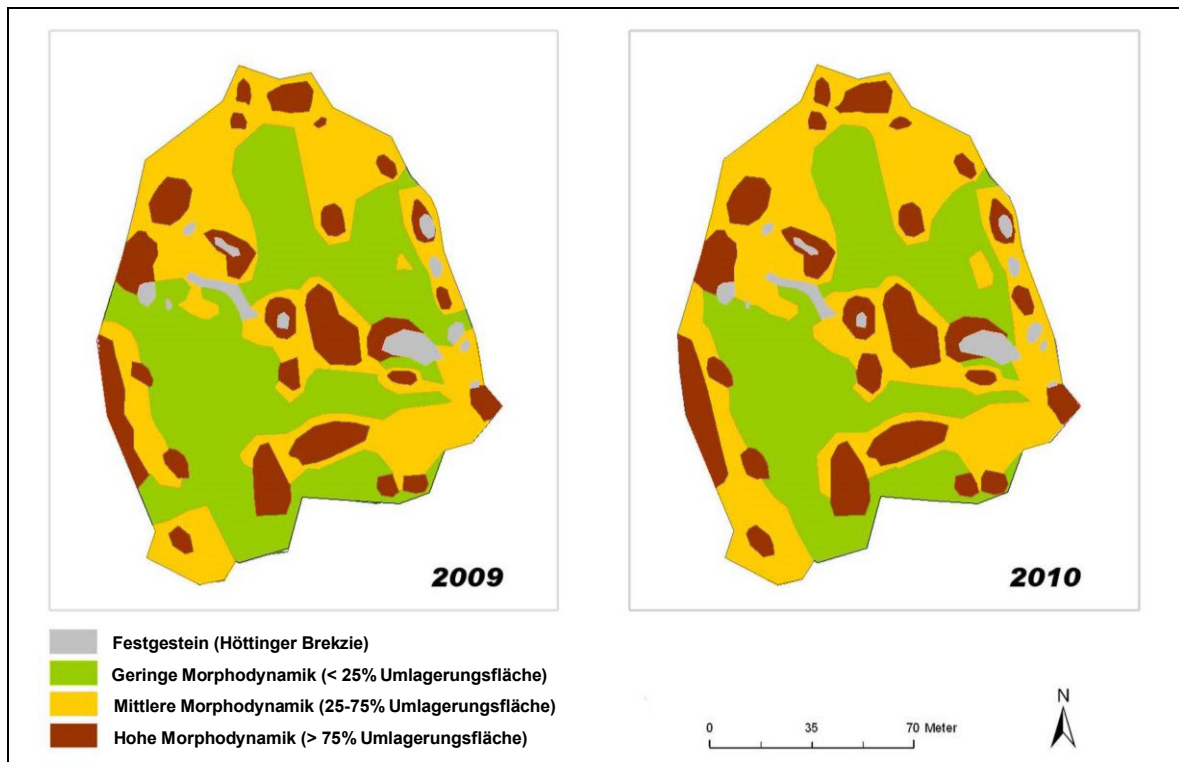 2009
2010
Festgestein (Höttinger Brekzie)
Geringe Morphodynamik (< 25% Umlagerungsfläche)
Mittlere Morphodynamik (25-75% Umlagerungsfläche)
Hohe Morphodynamik (> 75% Umlagerungsfläche)
0 35 70 Meter
N